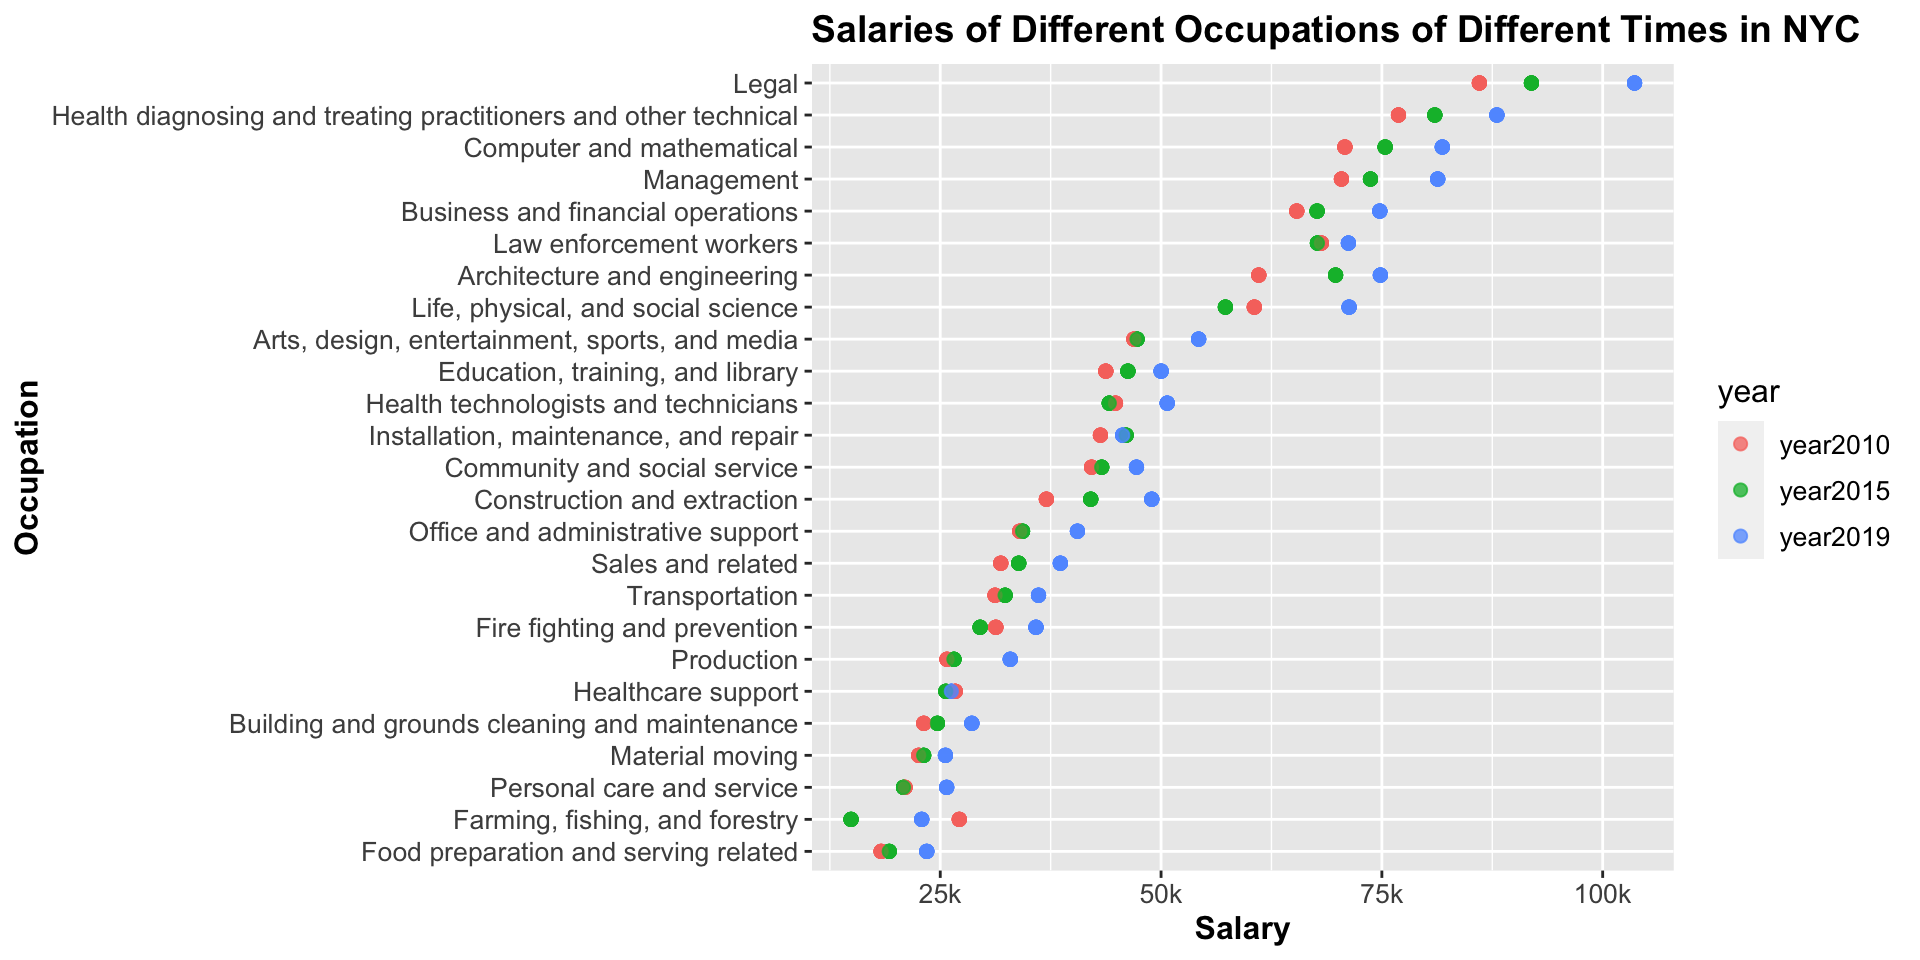 Salaries of Different Occupations of Different Times in NYC
Legal
Health diagnosing and treating practitioners and other technical
Computer and mathematical
Management
Business and financial operations
Law enforcement workers
Architecture and engineering
Life, physical, and social science
Arts, design, entertainment, sports, and media
Education, training, and library
Health technologists and technicians
Installation, maintenance, and repair
Community and social service
Construction and extraction
Office and administrative support
Sales and related
Transportation
Fire fighting and prevention
Production
Healthcare support
Building and grounds cleaning and maintenance
Material moving
Personal care and service
Farming, fishing, and forestry
Food preparation and serving related
Occupation
25k 50k 75k 100k
Salary
year
year2010
year2015
year2019